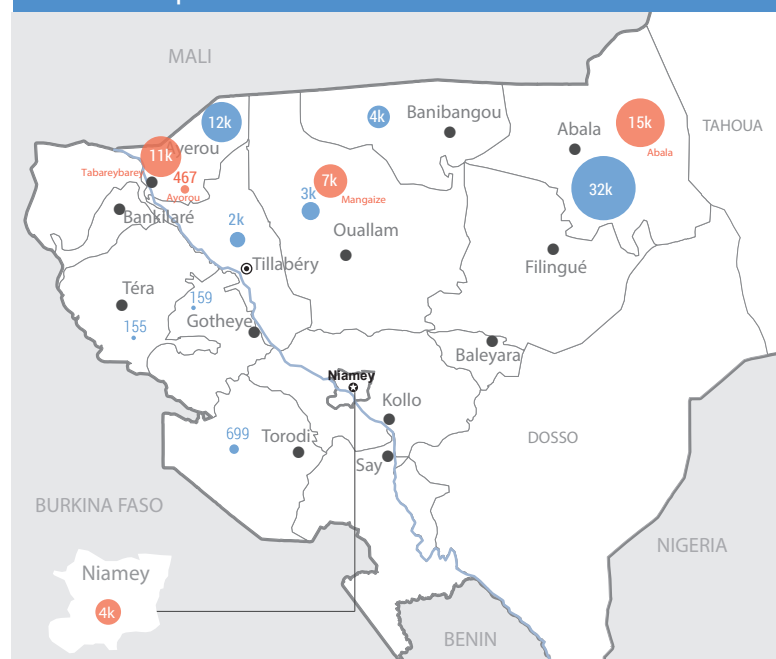 MALI
12k
4k
Banibangou
15k
Abala
TAHOUA
Abala
11k
Ayerou
Tabareybarey
467
Ayorou
7k
Mangaize
3k
32k
Bankilaré
2k
Ouallam
Tillabéry
Filingué
Téra
159
155
Gotheye
Baleyara
Niamey
Kollo
699
Torodi
DOSSO
Say
BURKINA FASO
NIGERIA
Niamey
4k
BENIN